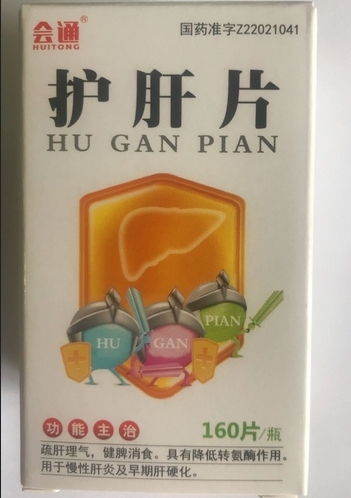 会通®
HUITONG
国药准字Z22021041
护肝片
HU GAN PIAN
HU
GAN
PIAN
功能主治
160片/瓶
疏肝理气，健脾消食。具有降低转氨酶作用。
用于慢性肝炎及早期肝硬化。